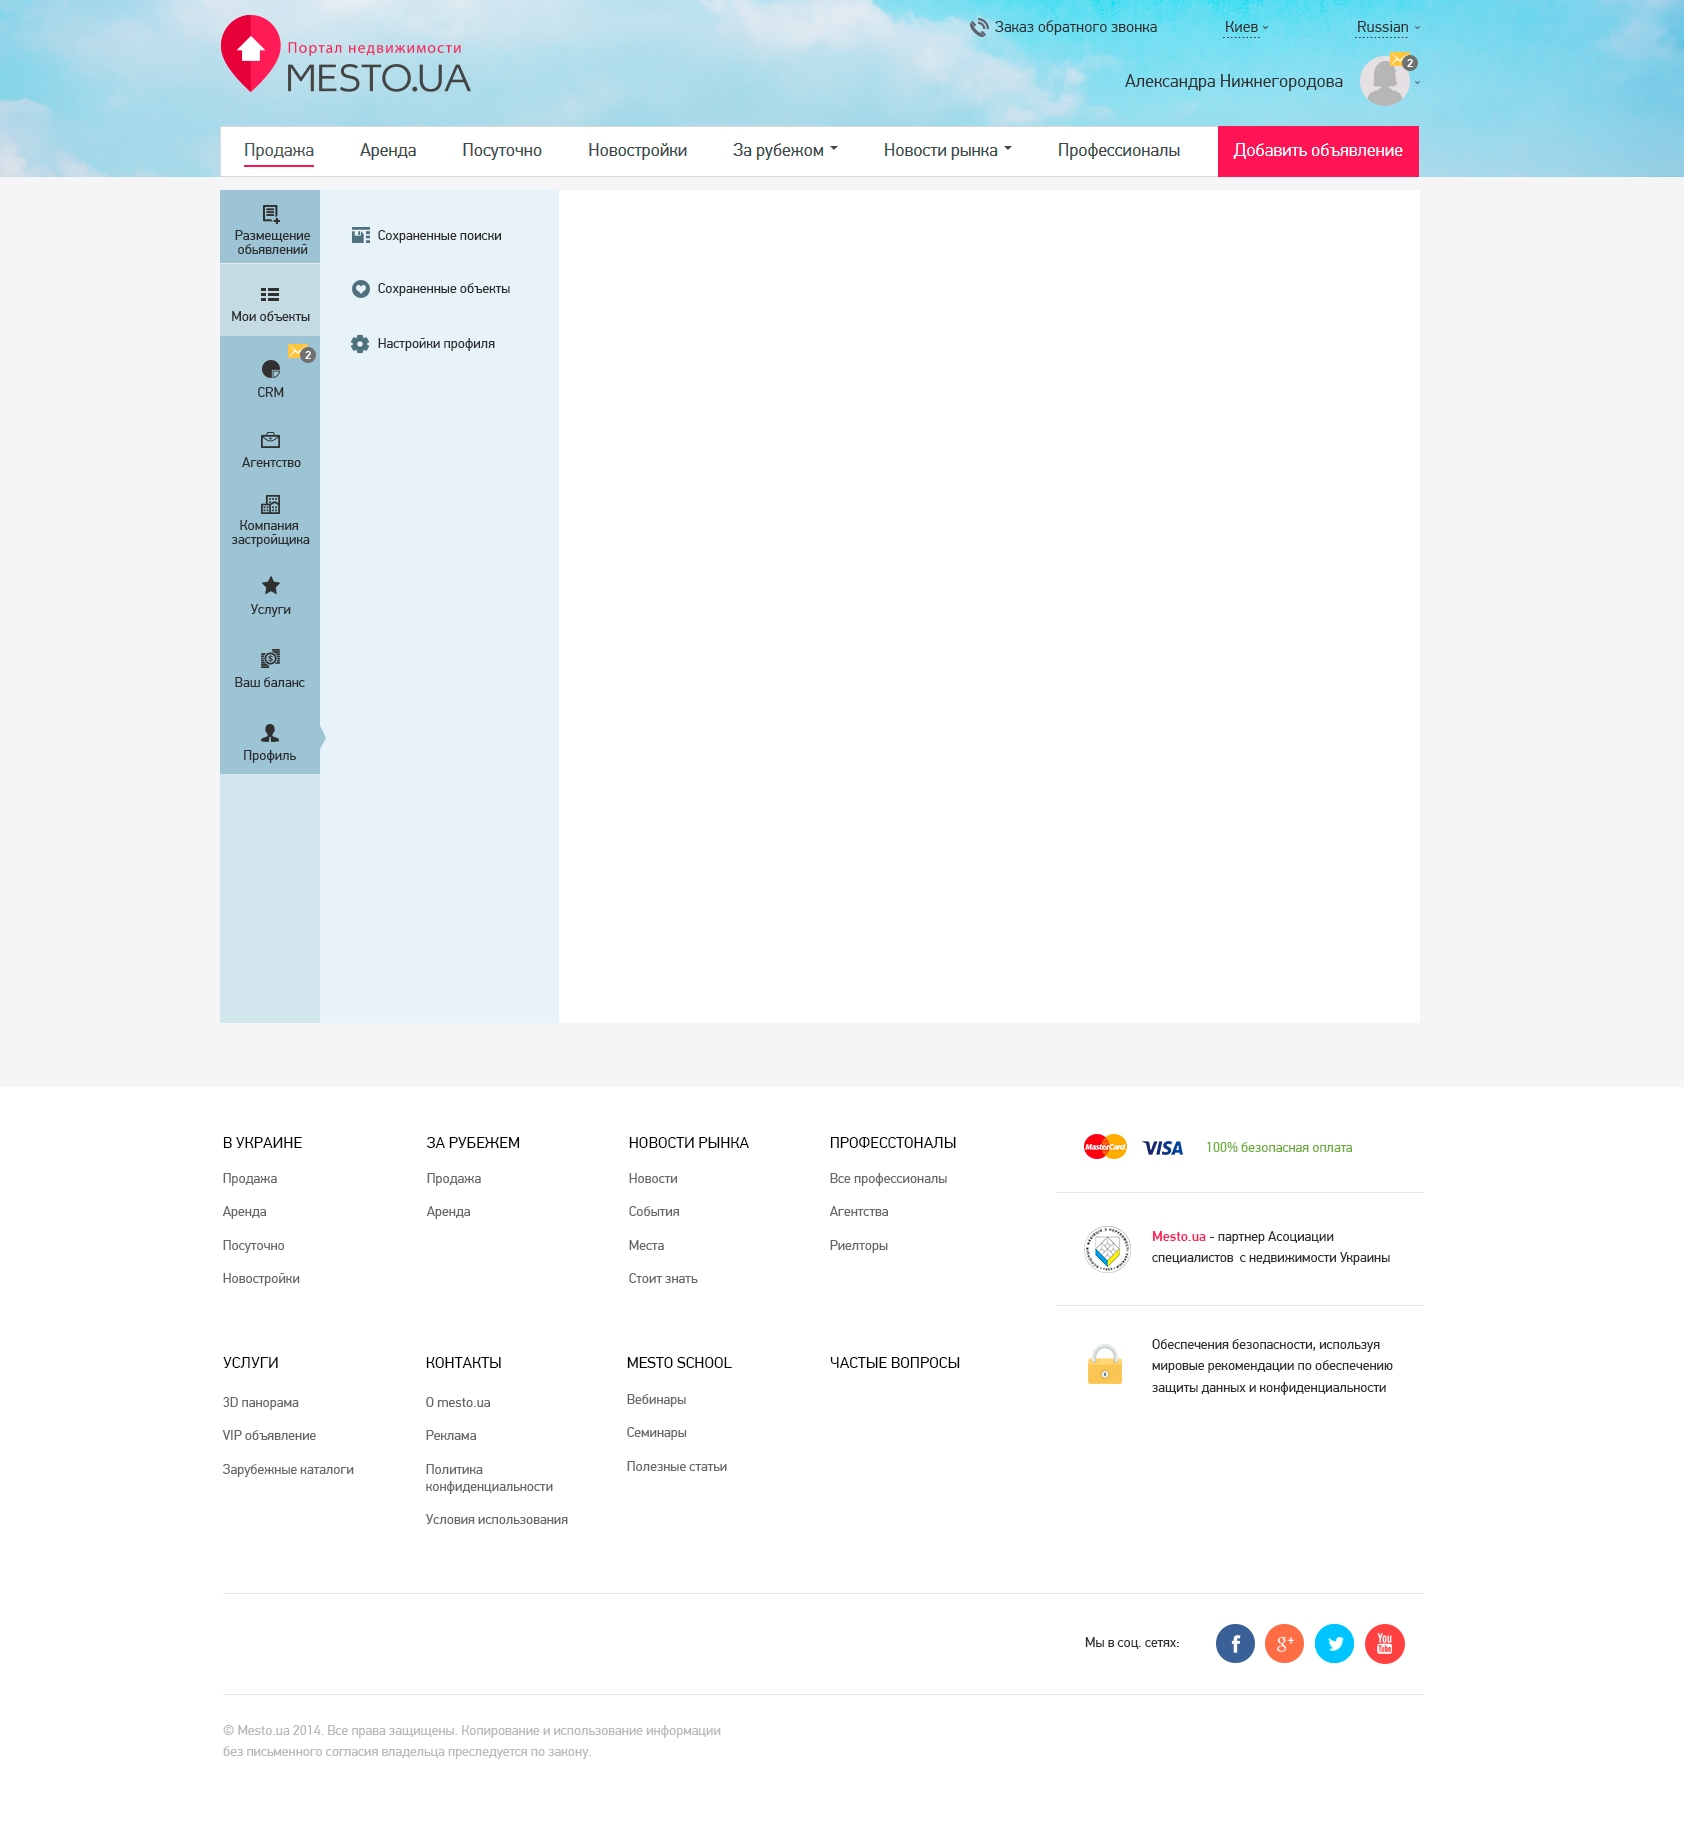 Заказ обратного звонка
Киев
Russian
Портал недвижимости
MESTO.UA
2
Александра Нижнегородова
Продажа
Аренда
Посуточно
Новостройки
За рубежом
Новости рынка
Профессионалы
Добавить объявление
Размещение
обьявлений
Мои объекты
2
CRM
Агентство
Компания
застройщика
Услуги
Ваш баланс
Профиль
Сохраненные поиски
Сохраненные объекты
Настройки профиля
В УКРАИНЕ
Продажа
Аренда
Посуточно
Новостройки
ЗА РУБЕЖЕМ
Продажа
Аренда
НОВОСТИ РЫНКА
Новости
События
Места
Стоит знать
ПРОФЕССТОНАЛЫ
Все профессионалы
Агентства
Риелторы
MasterCard
VISA
100% безопасная оплата
Mesto.ua - партнер Асоциации
специалистов с недвижимости Украины
Обеспечения безопасности, используя
мировые рекомендации по обеспечению
защиты данных и конфиденциальности
УСЛУГИ
3D панорама
VIP объявление
Зарубежные каталоги
КОНТАКТЫ
О mesto.ua
Реклама
Политика
конфиденциальности
Условия использования
MESTO SCHOOL
Вебинары
Семинары
Полезные статьи
ЧАСТЫЕ ВОПРОСЫ
Мы в соц. сетях:
f
g+
You
Tube
© Mesto.ua 2014. Все права защищены. Копирование и использование информации
без письменного согласия владельца преследуется по закону.